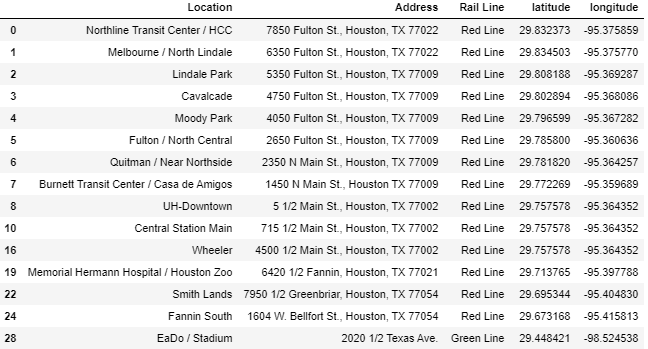 Location Address Rail Line latitude longitude
0 Northline Transit Center / HCC 7850 Fulton St., Houston, TX 77022 Red Line 29.832373 -95.375859
1 Melbourne / North Lindale 6350 Fulton St., Houston, TX 77022 Red Line 29.834503 -95.375770
2 Lindale Park 5350 Fulton St., Houston, TX 77009 Red Line 29.808188 -95.369287
3 Cavalcade 4750 Fulton St., Houston, TX 77009 Red Line 29.802894 -95.368086
4 Moody Park 4050 Fulton St., Houston, TX 77009 Red Line 29.796599 -95.367282
5 Fulton / North Central 2650 Fulton St., Houston, TX 77009 Red Line 29.785800 -95.360636
6 Quitman / Near Northside 2350 N Main St., Houston, TX 77009 Red Line 29.781820 -95.364257
7 Burnett Transit Center / Casa de Amigos 1450 N Main St., Houston TX 77009 Red Line 29.772269 -95.359689
8 UH-Downtown 5 1/2 Main St., Houston, TX 77002 Red Line 29.757578 -95.364352
10 Central Station Main 715 1/2 Main St., Houston, TX 77002 Red Line 29.757578 -95.364352
16 Wheeler 4500 1/2 Main St., Houston, TX 77002 Red Line 29.757578 -95.364352
19 Memorial Hermann Hospital / Houston Zoo 6420 1/2 Fannin, Houston, TX 77021 Red Line 29.713765 -95.397788
22 Smith Lands 7950 1/2 Greenbriar, Houston, TX 77054 Red Line 29.695344 -95.404830
24 Fannin South 1604 W. Bellfort St., Houston, TX 77054 Red Line 29.673168 -95.415813
28 EaDo / Stadium 2020 1/2 Texas Ave. Green Line 29.448421 -98.524538